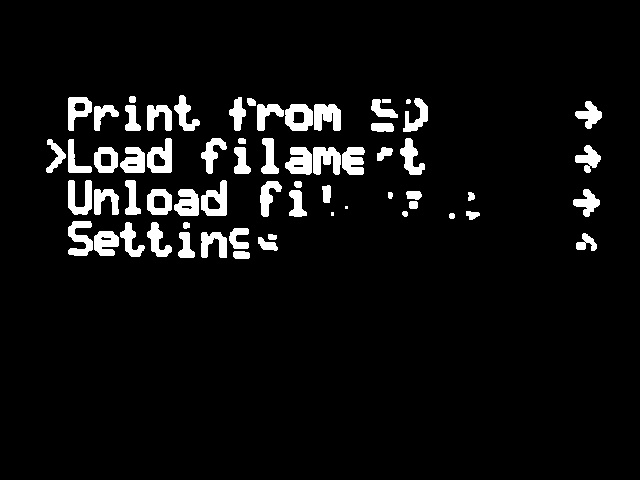 Print from SD →
>Load filament →
Unload →
Settings